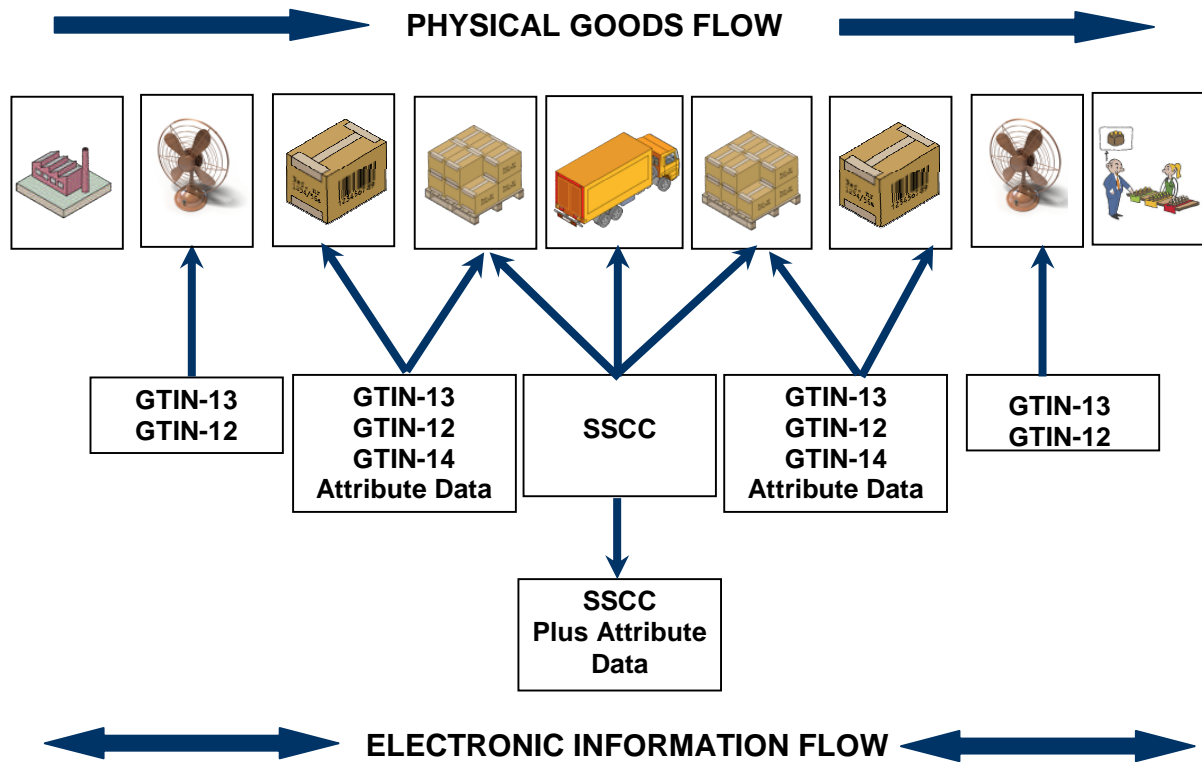 PHYSICAL GOODS FLOW
GTIN-13
GTIN-12
GTIN-13
GTIN-12
GTIN-14
Attribute Data
SSCC
GTIN-13
GTIN-12
GTIN-14
Attribute Data
GTIN-13
GTIN-12
SSCC
Plus Attribute
Data
ELECTRONIC INFORMATION FLOW